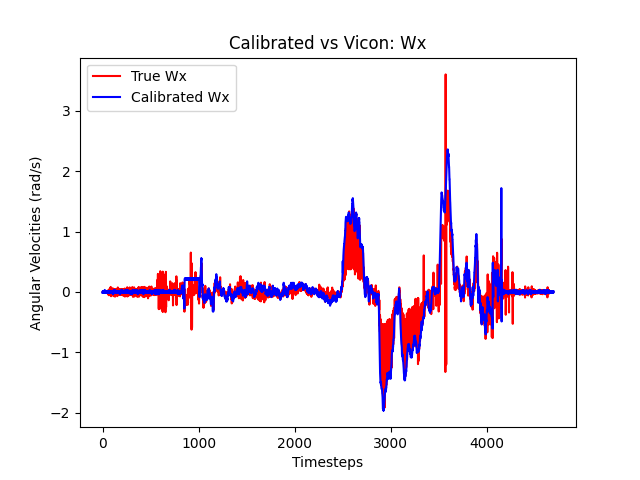 Calibrated vs Vicon: Wx
True Wx
Calibrated Wx
Angular Velocities (rad/s)
3
2
1
0
−1
−2
0
1000
2000
3000
4000
Timesteps